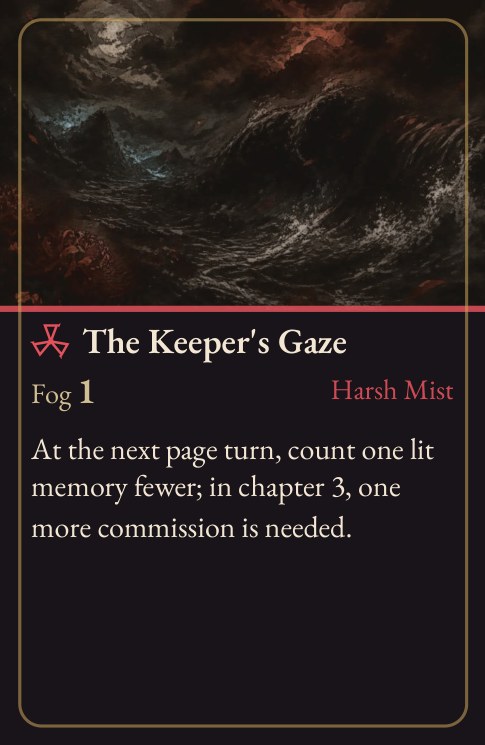 The Keeper's Gaze
Fog 1
Harsh Mist
At the next page turn, count one lit
memory fewer; in chapter 3, one
more commission is needed.